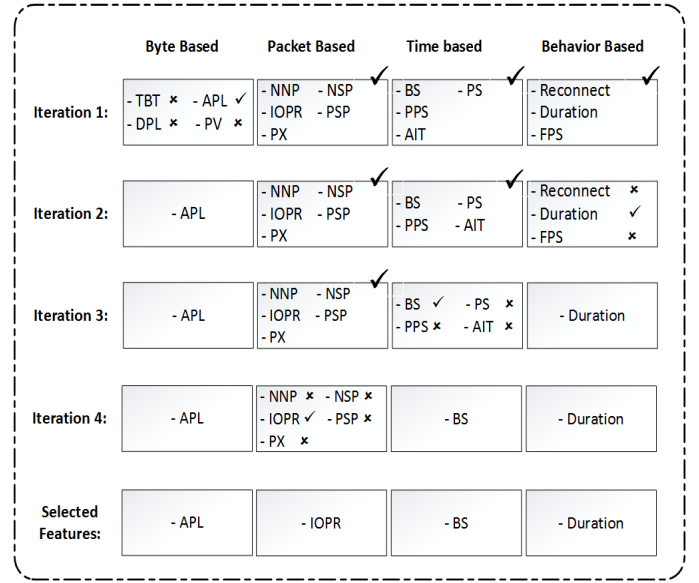 Byte Based Packet Based Time based Behavior Based
Iteration 1:
- TBT ✘ - APL ✓
- DPL ✘ - PV ✘
- NNP - NSP
- IOPR - PSP
- PX
- BS - PS
- PPS
- AIT
- Reconnect
- Duration
- FPS
Iteration 2:
- APL
- NNP - NSP
- IOPR - PSP
- PX
- BS - PS
- PPS - AIT
- Reconnect ✘
- Duration ✓
- FPS ✘
Iteration 3:
- APL
- NNP - NSP
- IOPR - PSP
- PX
- BS ✓ - PS ✘
- PPS ✘ - AIT ✘
- Duration
Iteration 4:
- APL
- NNP ✘ - NSP ✘
- IOPR ✓ - PSP ✘
- PX ✘
- BS
- Duration
Selected
Features:
- APL
- IOPR
- BS
- Duration